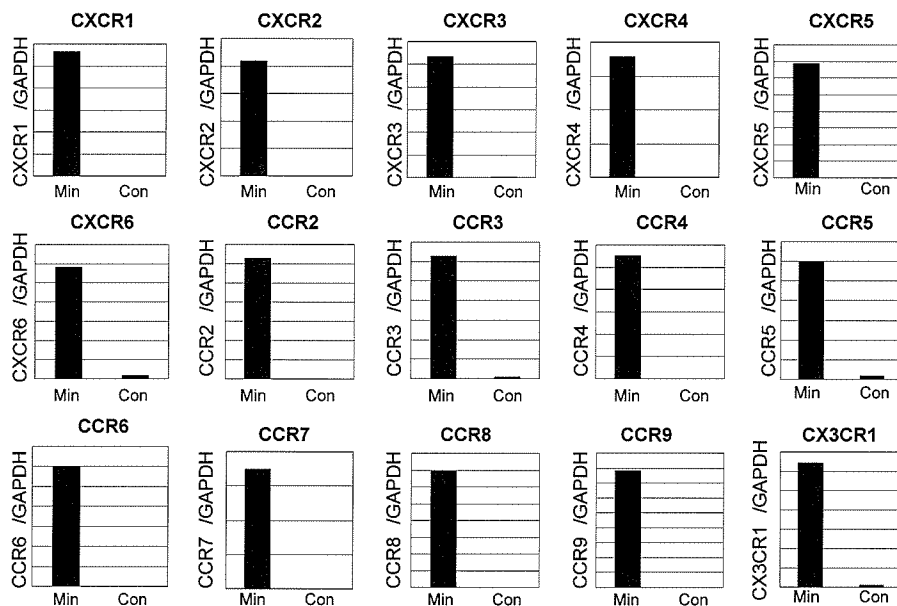 CXCR1 CXCR2 CXCR3 CXCR4 CXCR5
CXCR1 /GAPDH CXCR2 /GAPDH CXCR3 /GAPDH CXCR4 /GAPDH CXCR5 /GAPDH
Min Con Min Con Min Con Min Con Min Con
CXCR6 CCR2 CCR3 CCR4 CCR5
CXCR6 /GAPDH CCR2 /GAPDH CCR3 /GAPDH CCR4 /GAPDH CCR5 /GAPDH
Min Con Min Con Min Con Min Con Min Con
CCR6 CCR7 CCR8 CCR9 CX3CR1
CCR6 /GAPDH CCR7 /GAPDH CCR8 /GAPDH CCR9 /GAPDH CX3CR1 /GAPDH
Min Con Min Con Min Con Min Con Min Con